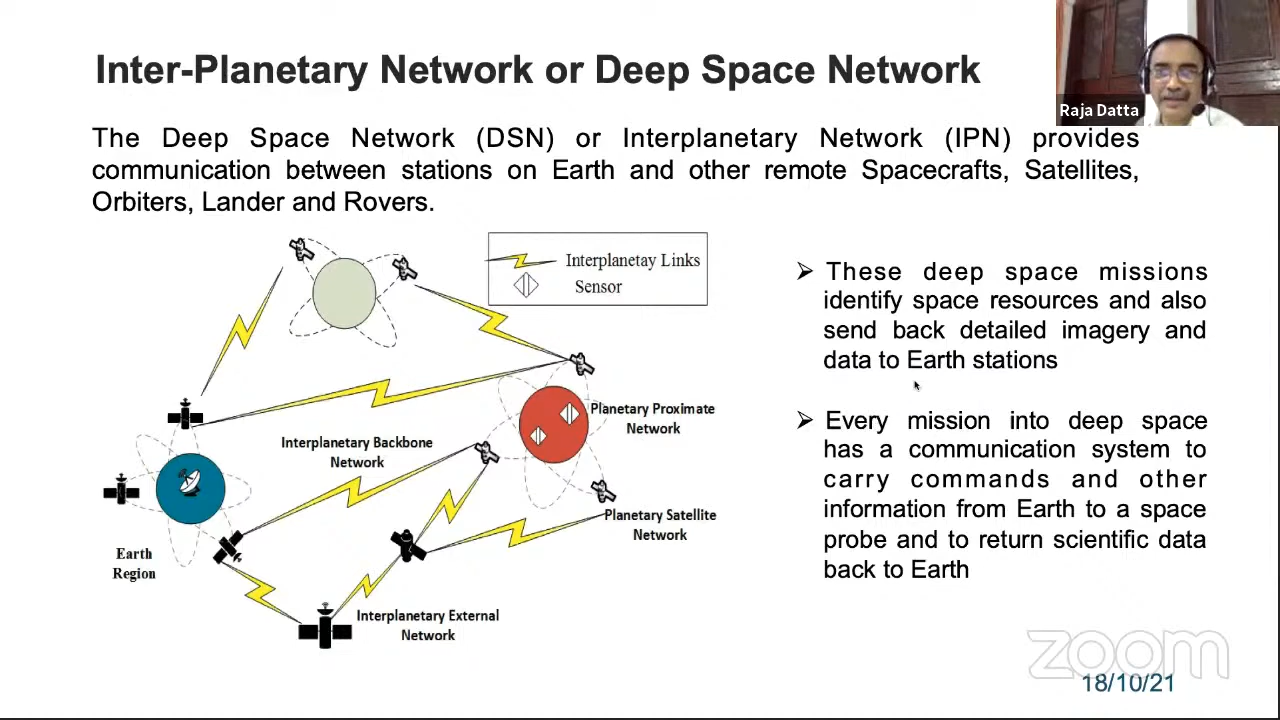 Inter-Planetary Network or Deep Space Network
Raja Datta
The Deep Space Network (DSN) or Interplanetary Network (IPN) provides
communication between stations on Earth and other remote Spacecrafts, Satellites,
Orbiters, Lander and Rovers.
Interplanetay Links
Sensor
Planetary Proximate
Network
Interplanetary Backbone
Network
Planetary Satellite
Network
Earth
Region
Interplanetary External
Network
➢ These deep space missions
identify space resources and also
send back detailed imagery and
data to Earth stations
➢ Every mission into deep space
has a communication system to
carry commands and other
information from Earth to a space
probe and to return scientific data
back to Earth
zoom
18/10/21